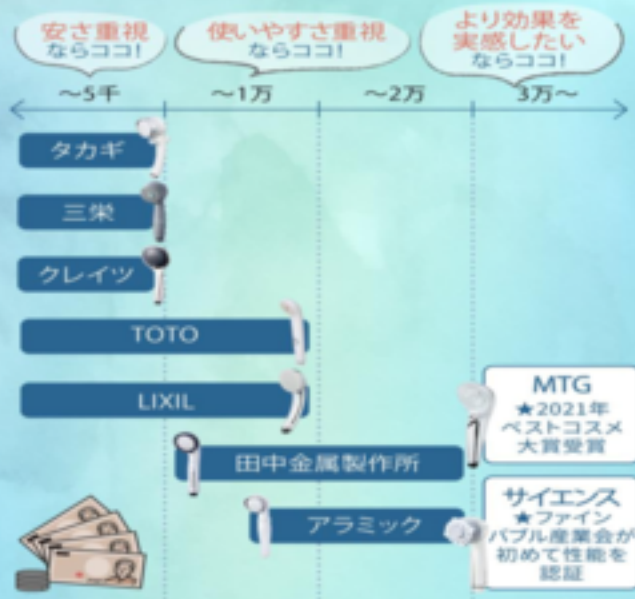 安さ重視
ならココ!
使いやすさ重視
ならココ!
より効果を
実感したい
ならココ!
～5千
～1万
～2万
3万～
タカギ
三栄
クレイツ
TOTO
LIXIL
田中金属製作所
アラミック
MTG
★2021年
ベストコスメ
大賞受賞
サイエンス
★ファイン
バブル産業会が
初めて性能を
認証